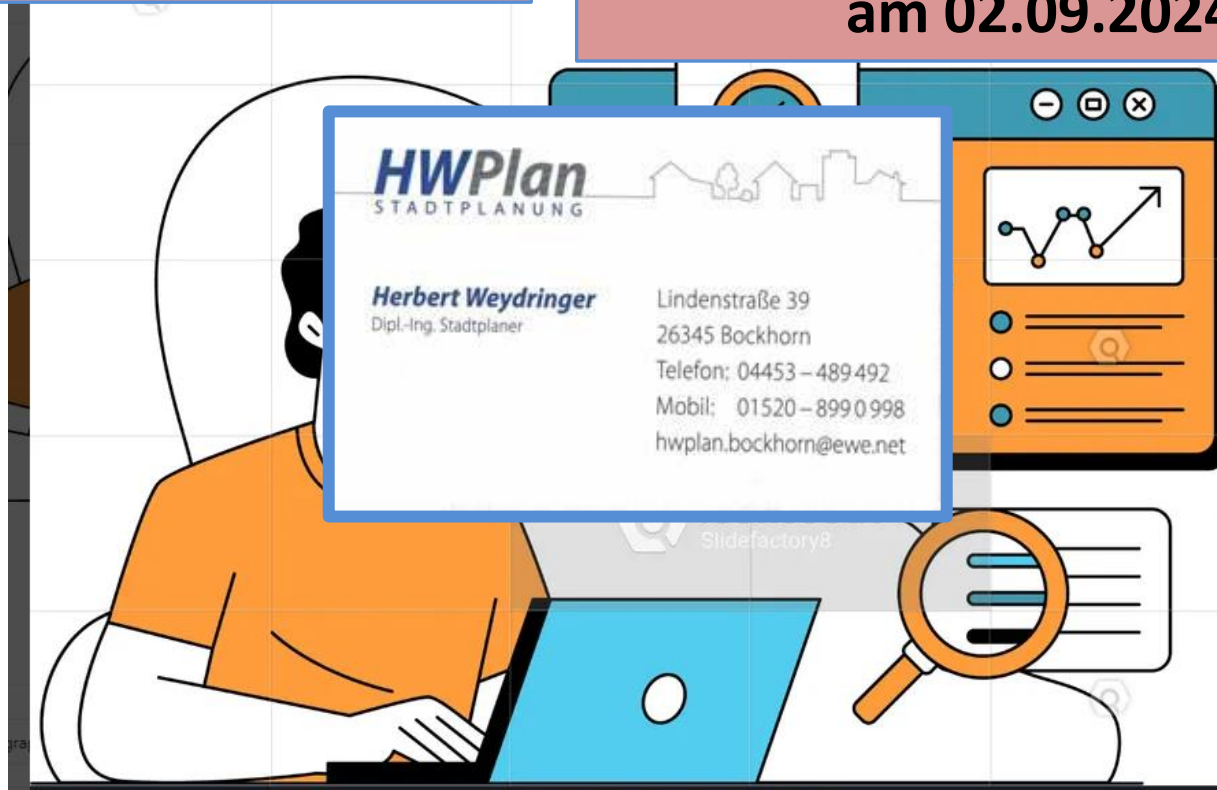 am 02.09.2024
HWPlan
STADTPLANUNG
Herbert Weydringer
Dipl.-Ing. Stadtplaner
Lindenstraße 39
26345 Bockhorn
Telefon: 04453 – 489 492
Mobil: 01520 – 899 0 998
hwplan.bockhorn@ewe.net
Slidefactory8